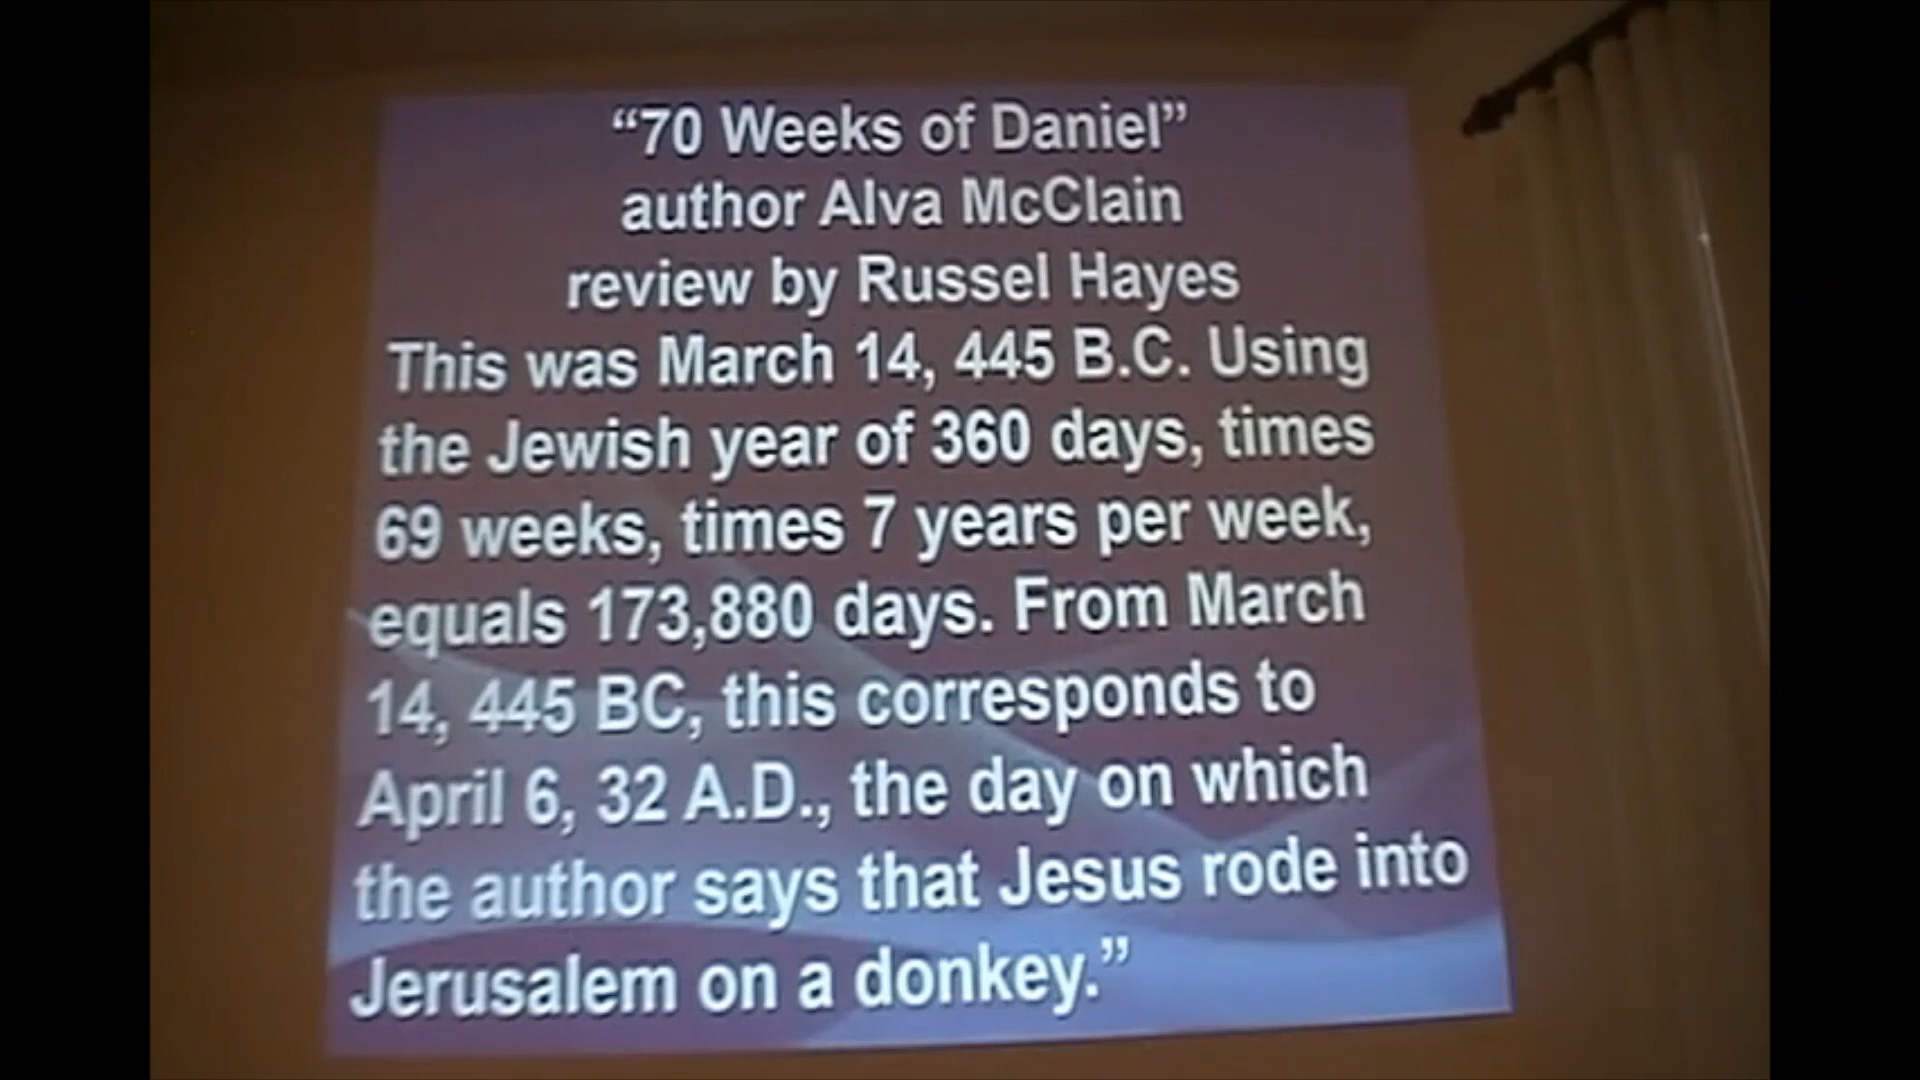 “70 Weeks of Daniel”
author Alva McClain
review by Russel Hayes
This was March 14, 445 B.C. Using
the Jewish year of 360 days, times
69 weeks, times 7 years per week,
equals 173,880 days. From March
14, 445 BC, this corresponds to
April 6, 32 A.D., the day on which
the author says that Jesus rode into
Jerusalem on a donkey.”